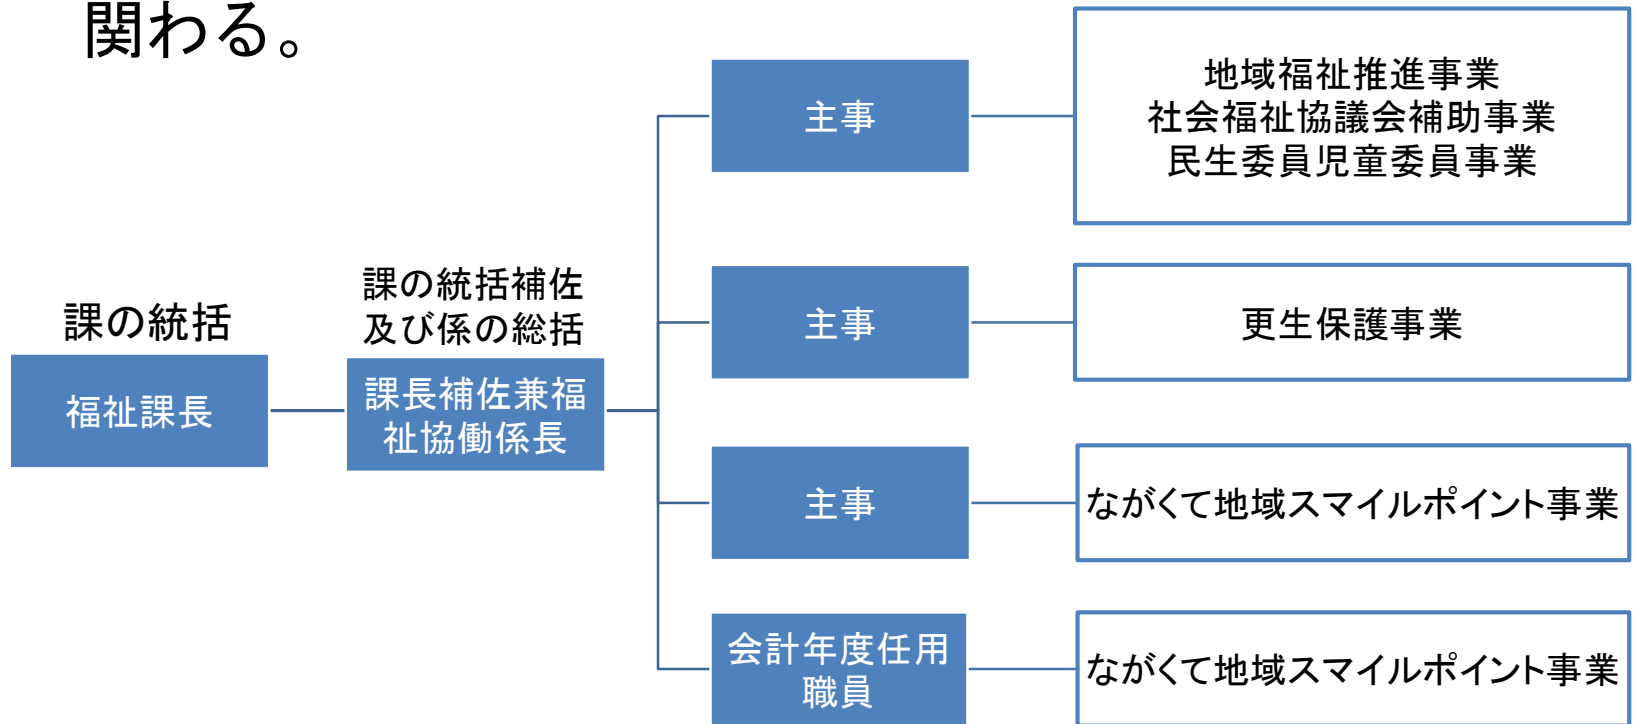 関わる。
主事
地域福祉推進事業
社会福祉協議会補助事業
民生委員児童委員事業
課の統括
福祉課長
課の統括補佐
及び係の総括
課長補佐兼福
祉協働係長
主事
更生保護事業
主事
ながくて地域スマイルポイント事業
会計年度任用
職員
ながくて地域スマイルポイント事業